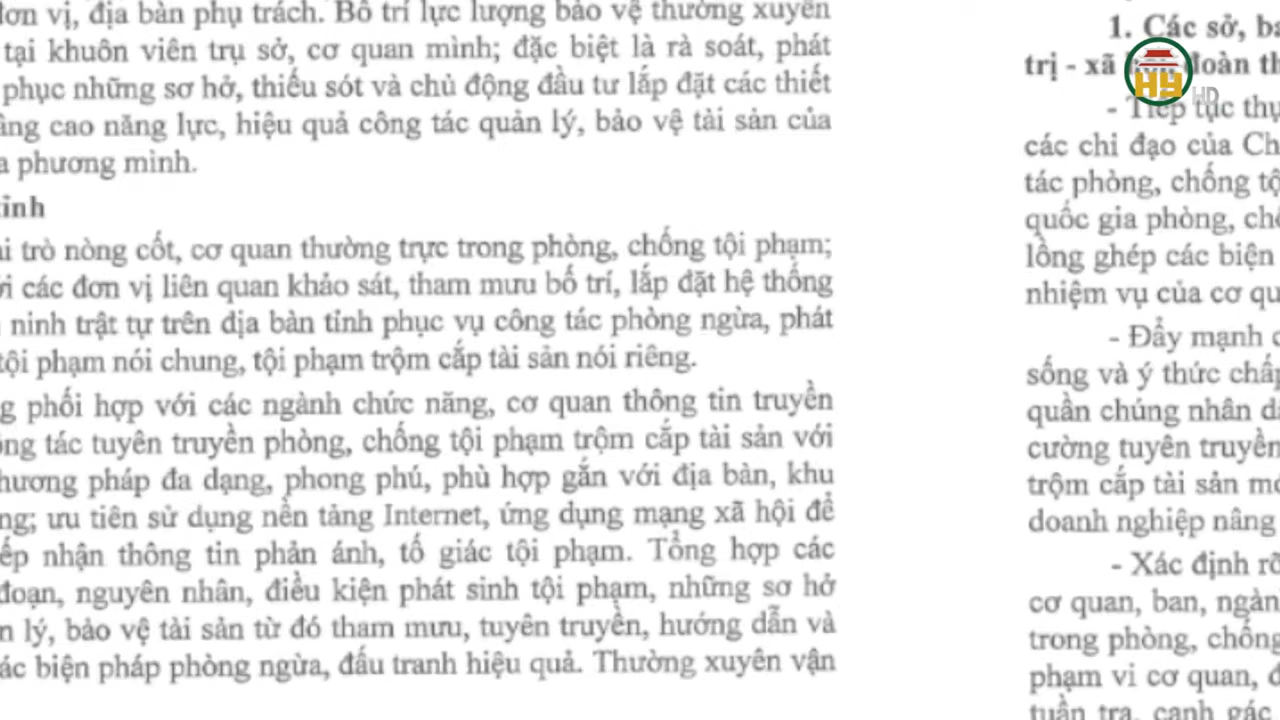 đơn vị, địa bàn phụ trách. Bố trí lực lượng bảo vệ thường xuyên
tại khuôn viên trụ sở, cơ quan mình; đặc biệt là rà soát, phát
phục những sơ hở, thiếu sót và chủ động đầu tư lắp đặt các thiết
âng cao năng lực, hiệu quả công tác quản lý, bảo vệ tài sản của
a phương mình.
tỉnh
ai trò nòng cốt, cơ quan thường trực trong phòng, chống tội phạm;
ới các đơn vị liên quan khảo sát, tham mưu bố trí, lắp đặt hệ thống
ninh trật tự trên địa bàn tỉnh phục vụ công tác phòng ngừa, phát
tội phạm nói chung, tội phạm trộm cắp tài sản nói riêng.
g phối hợp với các ngành chức năng, cơ quan thông tin truyền
ông tác tuyên truyền phòng, chống tội phạm trộm cắp tài sản với
hương pháp đa dạng, phong phú, phù hợp gắn với địa bàn, khu
ng; ưu tiên sử dụng nền tảng Internet, ứng dụng mạng xã hội để
ếp nhận thông tin phản ánh, tố giác tội phạm. Tổng hợp các
đoạn, nguyên nhân, điều kiện phát sinh tội phạm, những sơ hở
n lý, bảo vệ tài sản từ đó tham mưu, tuyên truyền, hướng dẫn và
ác biện pháp phòng ngừa, đấu tranh hiệu quả. Thường xuyên vận
1. Các sở, ba
trị - xã đoàn th
- Tiếp tục thự
các chỉ đạo của Ch
tác phòng, chống tộ
quốc gia phòng, chố
lồng ghép các biện
nhiệm vụ của cơ qu
- Đẩy mạnh c
sống và ý thức chấp
quần chúng nhân d
cường tuyên truyền
trộm cắp tài sản mớ
doanh nghiệp nâng
- Xác định rõ
cơ quan, ban, ngàn
trong phòng, chống
phạm vi cơ quan, đ
tuần tra, canh gác
HY HD